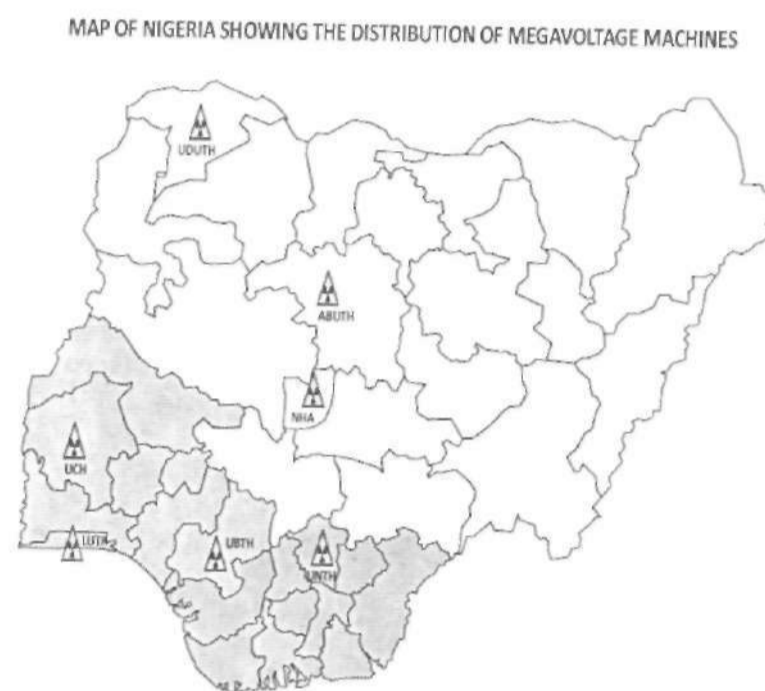 MAP OF NIGERIA SHOWING THE DISTRIBUTION OF MEGAVOLTAGE MACHINES
UDUTH
ABUTH
NHA
UCH
UBTH
UNTH